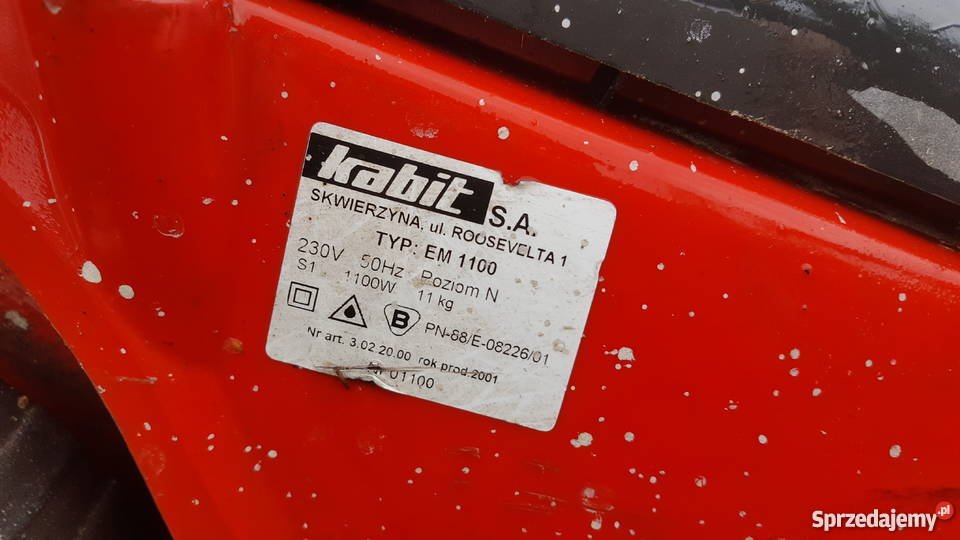 kabit S.A.
SKWIERZYNA, ul. ROOSEVELTA 1
TYP: EM 1100
230V 50Hz Poziom N
S1 1100W 11 kg
B PN-88/E-08226/01
Nr art. 3.02.20.00 rok prod.2001
01100
Sprzedajemy.pl